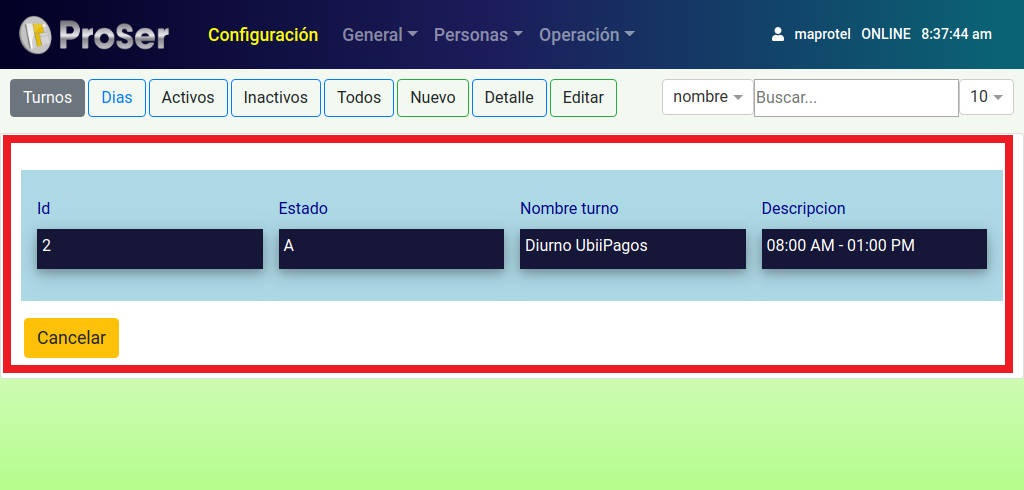 ProSer Configuración General Personas Operación maprotel ONLINE 8:37:44 am
Turnos Dias Activos Inactivos Todos Nuevo Detalle Editar nombre Buscar... 10
Id Estado Nombre turno Descripcion
2 A Diurno UbiiPagos 08:00 AM - 01:00 PM
Cancelar